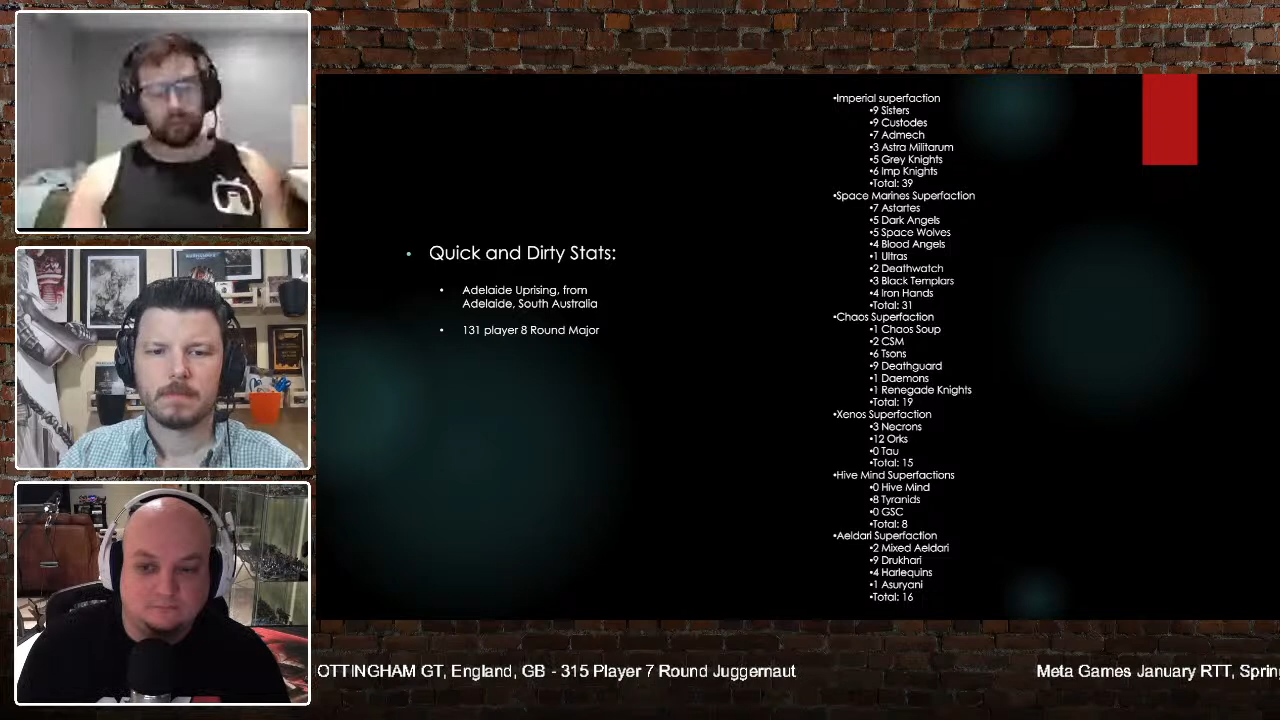 • Quick and Dirty Stats:
• Adelaide Uprising, from
Adelaide, South Australia
• 131 player 8 Round Major
•Imperial superfaction
•9 Sisters
•9 Custodes
•7 Admech
•3 Astra Militarum
•5 Grey Knights
•6 Imp Knights
•Total: 39
•Space Marines Superfaction
•7 Astartes
•5 Dark Angels
•5 Space Wolves
•4 Blood Angels
•1 Ultras
•2 Deathwatch
•3 Black Templars
•4 Iron Hands
•Total: 31
•Chaos Superfaction
•1 Chaos Soup
•2 CSM
•6 Tsons
•9 Deathguard
•1 Daemons
•1 Renegade Knights
•Total: 19
•Xenos Superfaction
•3 Necrons
•12 Orks
•0 Tau
•Total: 15
•Hive Mind Superfactions
•0 Hive Mind
•8 Tyranids
•0 GSC
•Total: 8
•Aeldari Superfaction
•2 Mixed Aeldari
•9 Drukhari
•4 Harlequins
•1 Asuryani
•Total: 16
OTTINGHAM GT, England, GB - 315 Player 7 Round Juggernaut Meta Games January RTT, Spring